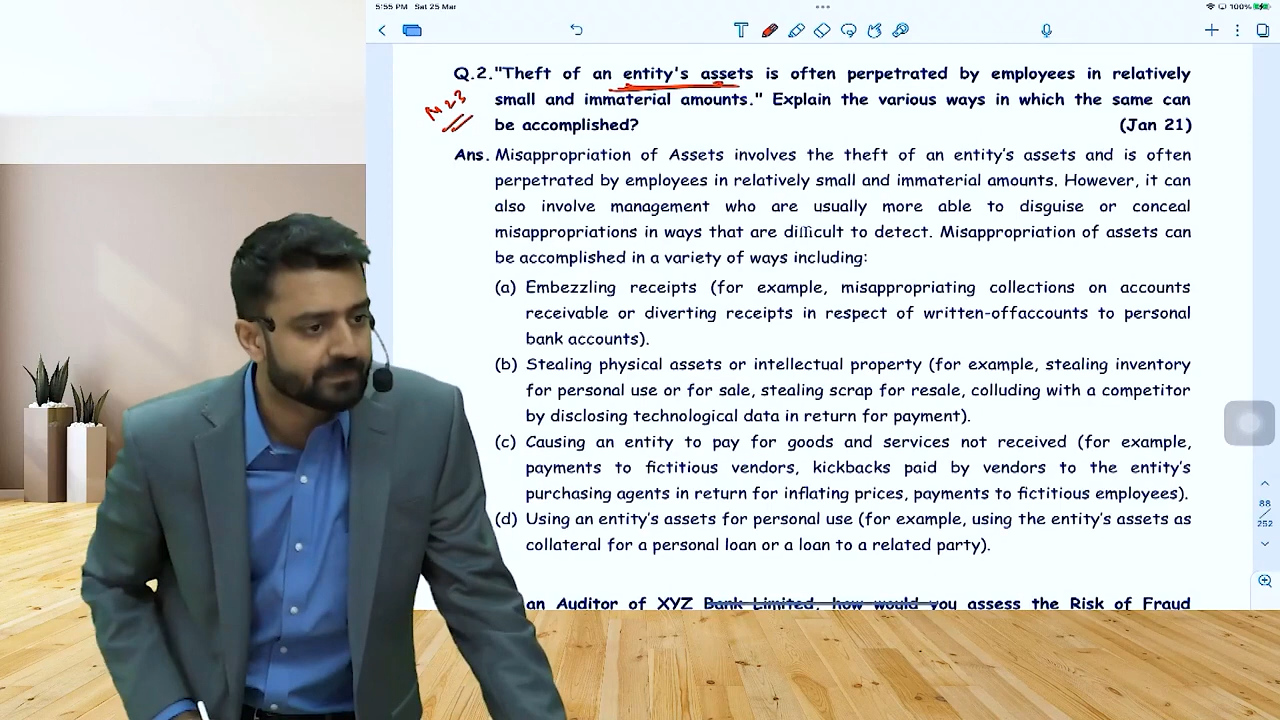 5:55 PM Sat 25 Mar
100%
Q.2. "Theft of an entity's assets is often perpetrated by employees in relatively
small and immaterial amounts." Explain the various ways in which the same can
be accomplished? (Jan 21)
M 23
Ans. Misappropriation of Assets involves the theft of an entity's assets and is often
perpetrated by employees in relatively small and immaterial amounts. However, it can
also involve management who are usually more able to disguise or conceal
misappropriations in ways that are difficult to detect. Misappropriation of assets can
be accomplished in a variety of ways including:
(a) Embezzling receipts (for example, misappropriating collections on accounts
receivable or diverting receipts in respect of written-offaccounts to personal
bank accounts).
(b) Stealing physical assets or intellectual property (for example, stealing inventory
for personal use or for sale, stealing scrap for resale, colluding with a competitor
by disclosing technological data in return for payment).
(c) Causing an entity to pay for goods and services not received (for example,
payments to fictitious vendors, kickbacks paid by vendors to the entity's
purchasing agents in return for inflating prices, payments to fictitious employees).
(d) Using an entity's assets for personal use (for example, using the entity's assets as
collateral for a personal loan or a loan to a related party).
an Auditor of XYZ Bank Limited, how would you assess the Risk of Fraud
88
252